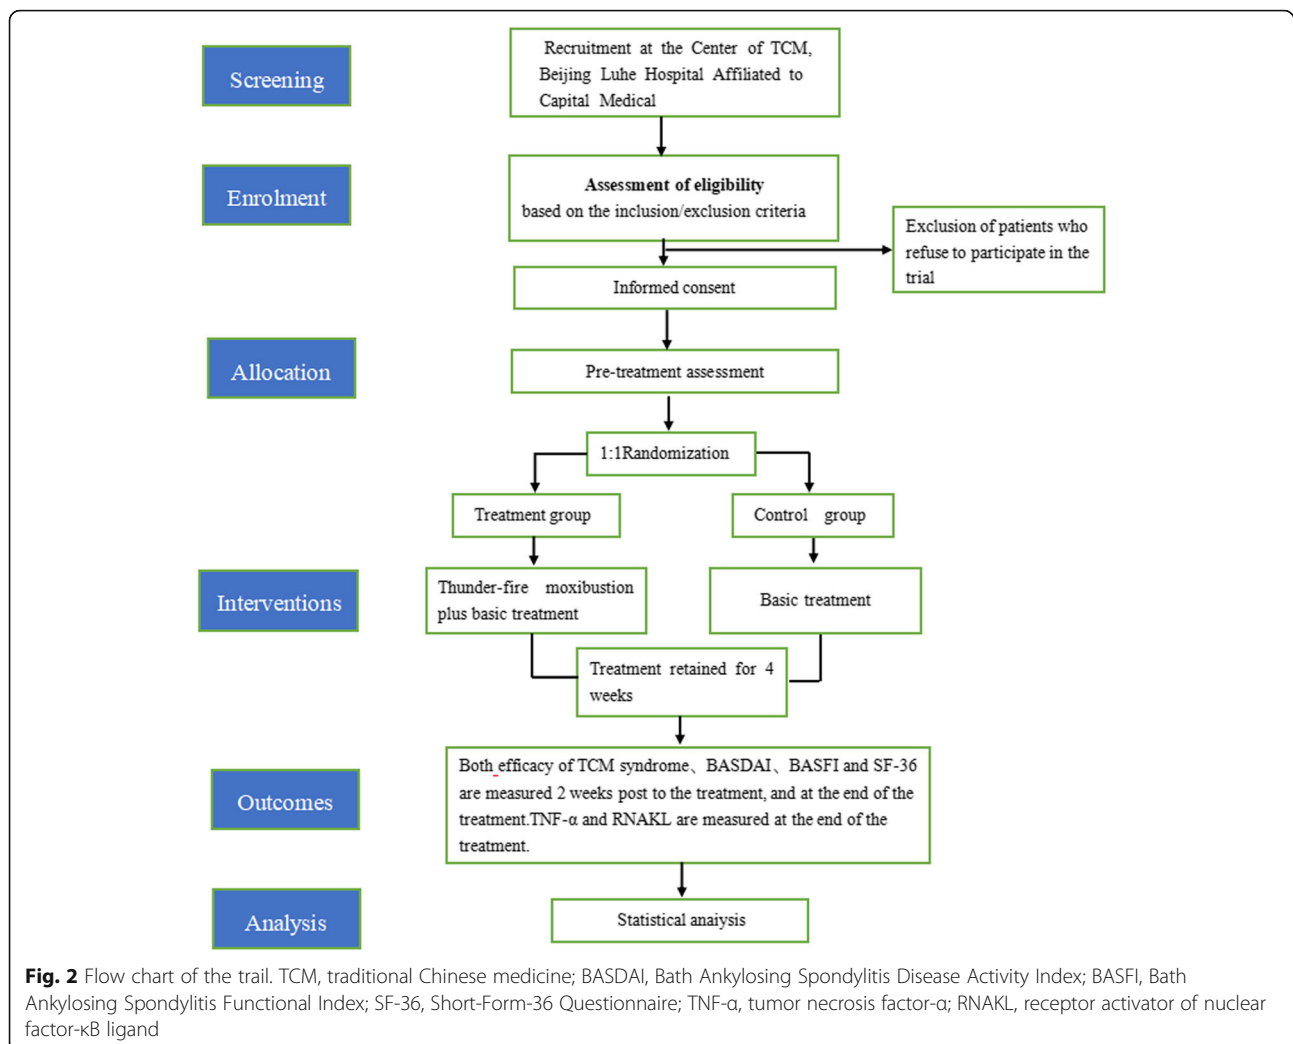 Screening
Recruitment at the Center of TCM,
Beijing Luhe Hospital Affiliated to
Capital Medical
Enrolment
Assessment of eligibility
based on the inclusion/exclusion criteria
Exclusion of patients who
refuse to participate in the
trial
Informed consent
Allocation
Pre-treatment assessment
1:1Randomization
Treatment group
Control group
Interventions
Thunder-fire moxibustion
plus basic treatment
Basic treatment
Treatment retained for 4
weeks
Outcomes
Both efficacy of TCM syndrome、BASDAI、BASFI and SF-36
are measured 2 weeks post to the treatment, and at the end of the
treatment.TNF-α and RNAKL are measured at the end of the
treatment.
Analysis
Statistical anaiysis
Fig. 2 Flow chart of the trail. TCM, traditional Chinese medicine; BASDAI, Bath Ankylosing Spondylitis Disease Activity Index; BASFI, Bath
Ankylosing Spondylitis Functional Index; SF-36, Short-Form-36 Questionnaire; TNF-α, tumor necrosis factor-α; RNAKL, receptor activator of nuclear
factor-κB ligand